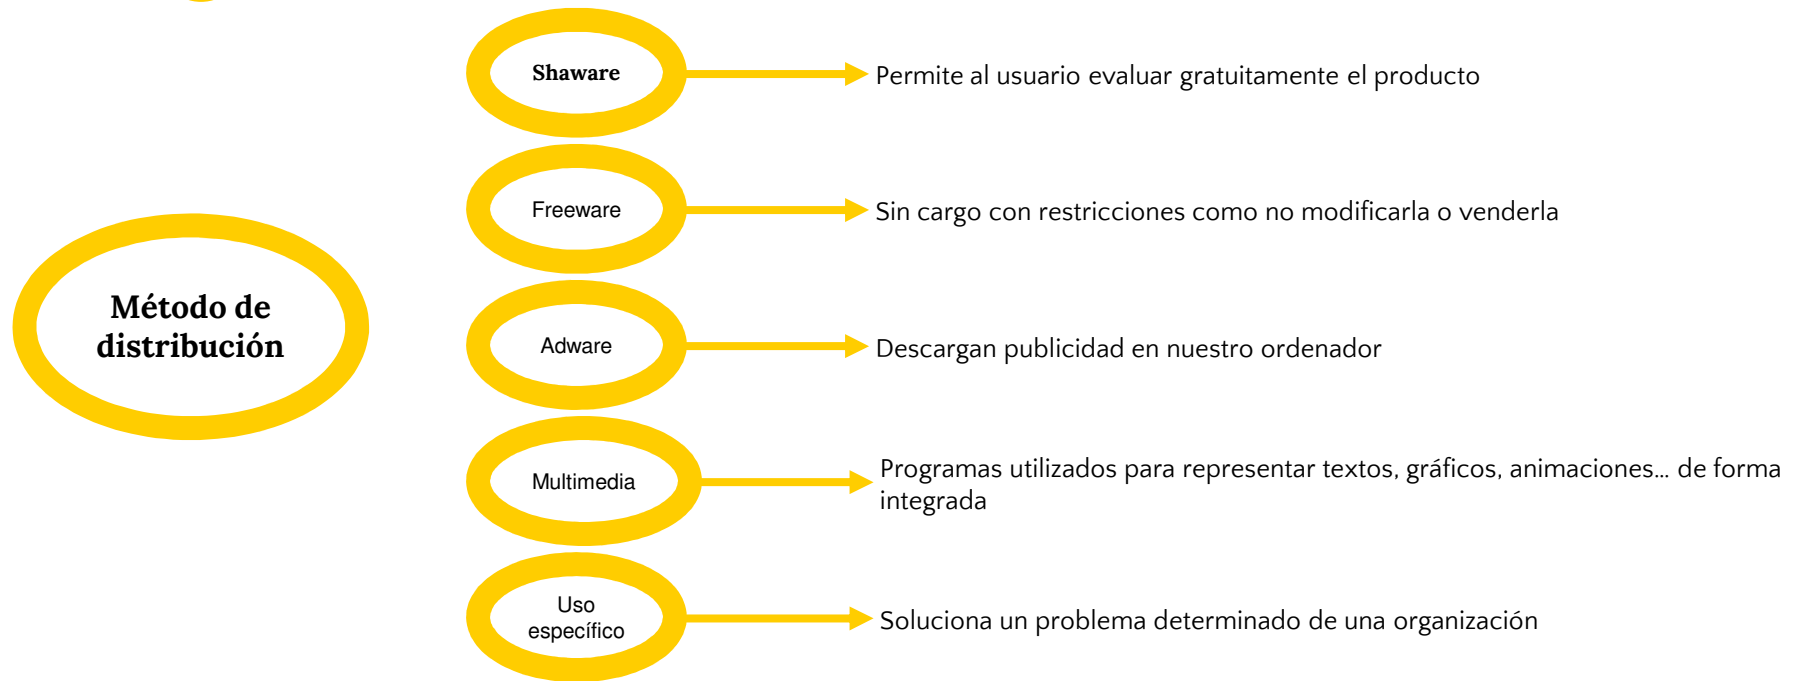 Shaware
Permite al usuario evaluar gratuitamente el producto
Freeware
Sin cargo con restricciones como no modificarla o venderla
Método de
distribución
Adware
Descargan publicidad en nuestro ordenador
Multimedia
Programas utilizados para representar textos, gráficos, animaciones... de forma
integrada
Uso
específico
Soluciona un problema determinado de una organización